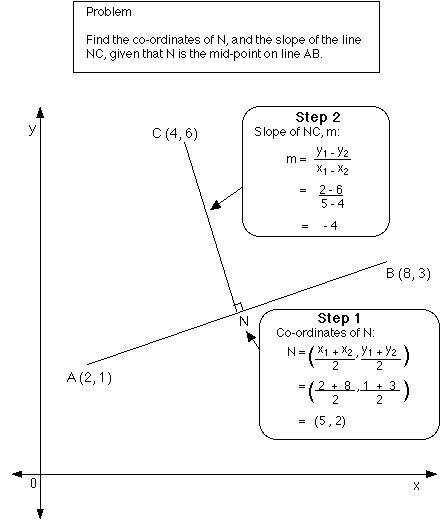 Problem
Find the co-ordinates of N, and the slope of the line
NC, given that N is the mid-point on line AB.
y
C (4, 6)
Step 2
Slope of NC, m:
m = y₁ - y₂ / x₁ - x₂
= 2 - 6 / 5 - 4
= - 4
B (8, 3)
N
A (2, 1)
Step 1
Co-ordinates of N:
N = ( x₁ + x₂ / 2 , y₁ + y₂ / 2 )
= ( 2 + 8 / 2 , 1 + 3 / 2 )
= (5 , 2)
0
x